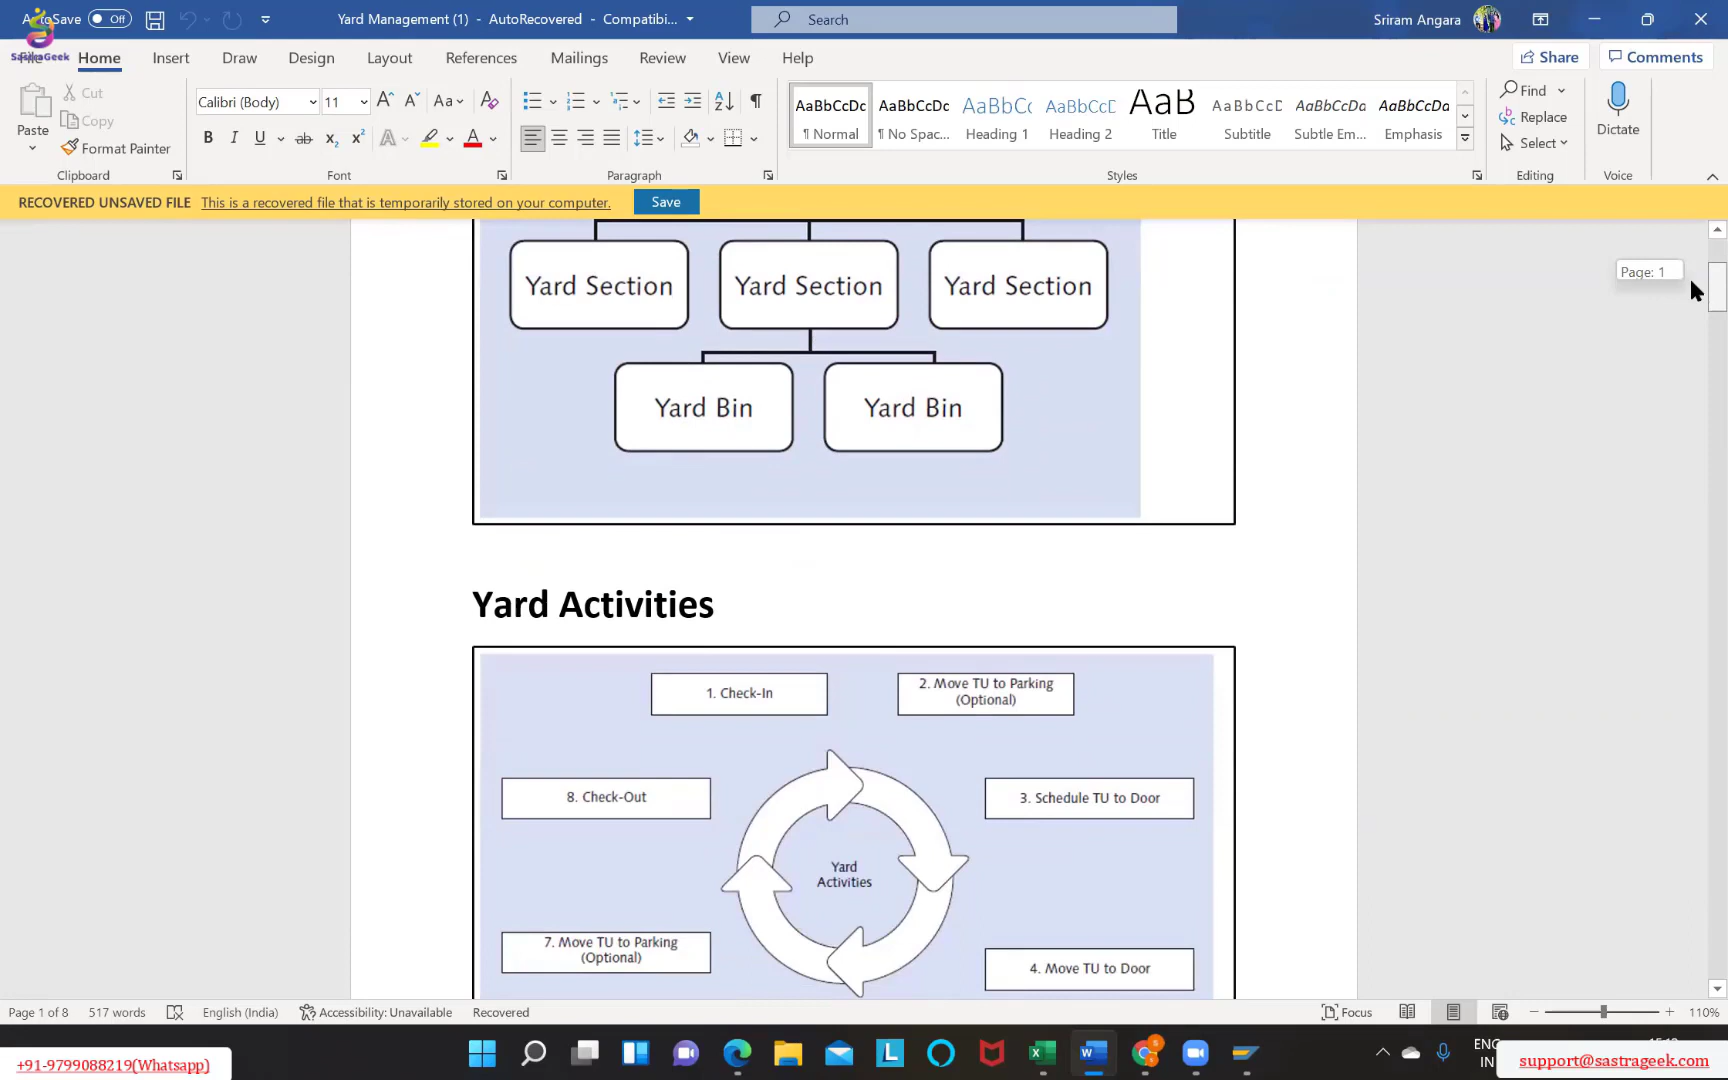 AutoSave Off Yard Management (1) - AutoRecovered - Compatibi... Search Sriram Angara
SastraGeek
File Home Insert Draw Design Layout References Mailings Review View Help Share Comments
Paste Cut Copy Format Painter
Calibri (Body) 11 Aa
B I U ab x₂ x² A A
AaBbCcDc AaBbCcDc AaBbCc AaBbCcD AaB AaBbCcD AaBbCcDa AaBbCcDa
¶ Normal ¶ No Spac... Heading 1 Heading 2 Title Subtitle Subtle Em... Emphasis
Find Replace Select Dictate
Clipboard Font Paragraph Styles Editing Voice
RECOVERED UNSAVED FILE This is a recovered file that is temporarily stored on your computer. Save
Page: 1
Yard Section Yard Section Yard Section
Yard Bin Yard Bin
Yard Activities
1. Check-In
2. Move TU to Parking
(Optional)
8. Check-Out
3. Schedule TU to Door
Yard
Activities
7. Move TU to Parking
(Optional)
4. Move TU to Door
Page 1 of 8 517 words English (India) Accessibility: Unavailable Recovered Focus 110%
ENG
IN
+91-9799088219(Whatsapp)
support@sastrageek.com